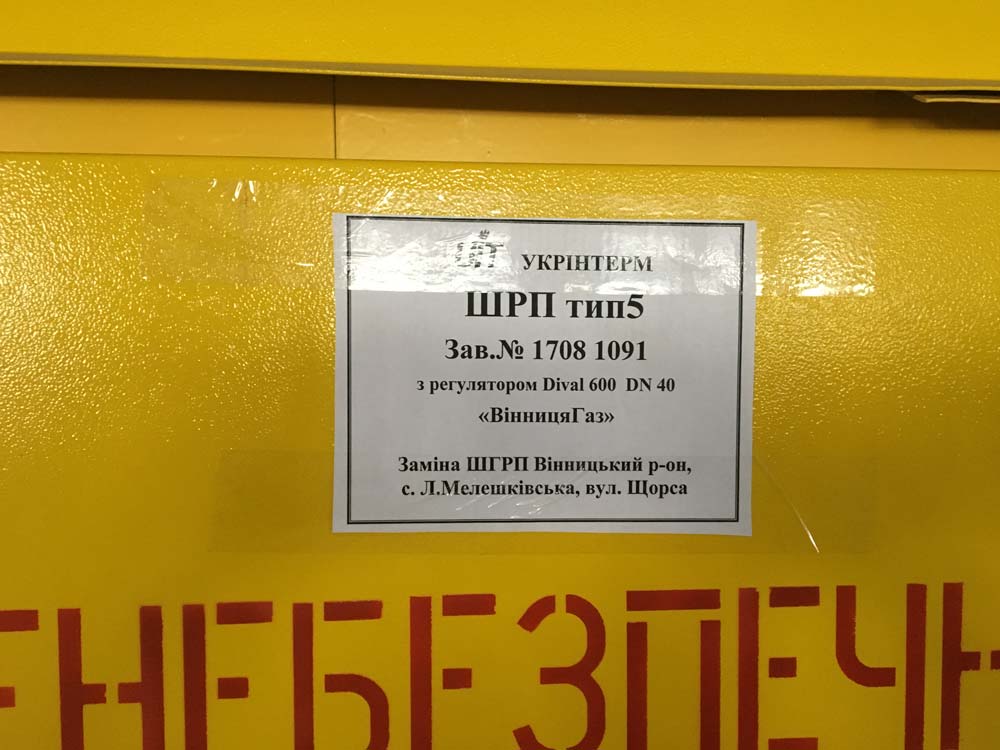 УКРІНТЕРМ
ШРП тип5
Зав.№ 1708 1091
з регулятором Dival 600 DN 40
«ВінницяГаз»
Заміна ШГРП Вінницький р-он,
с. Л.Мелешківська, вул. Щорса
ЕНЕБЕЗПЕЧН